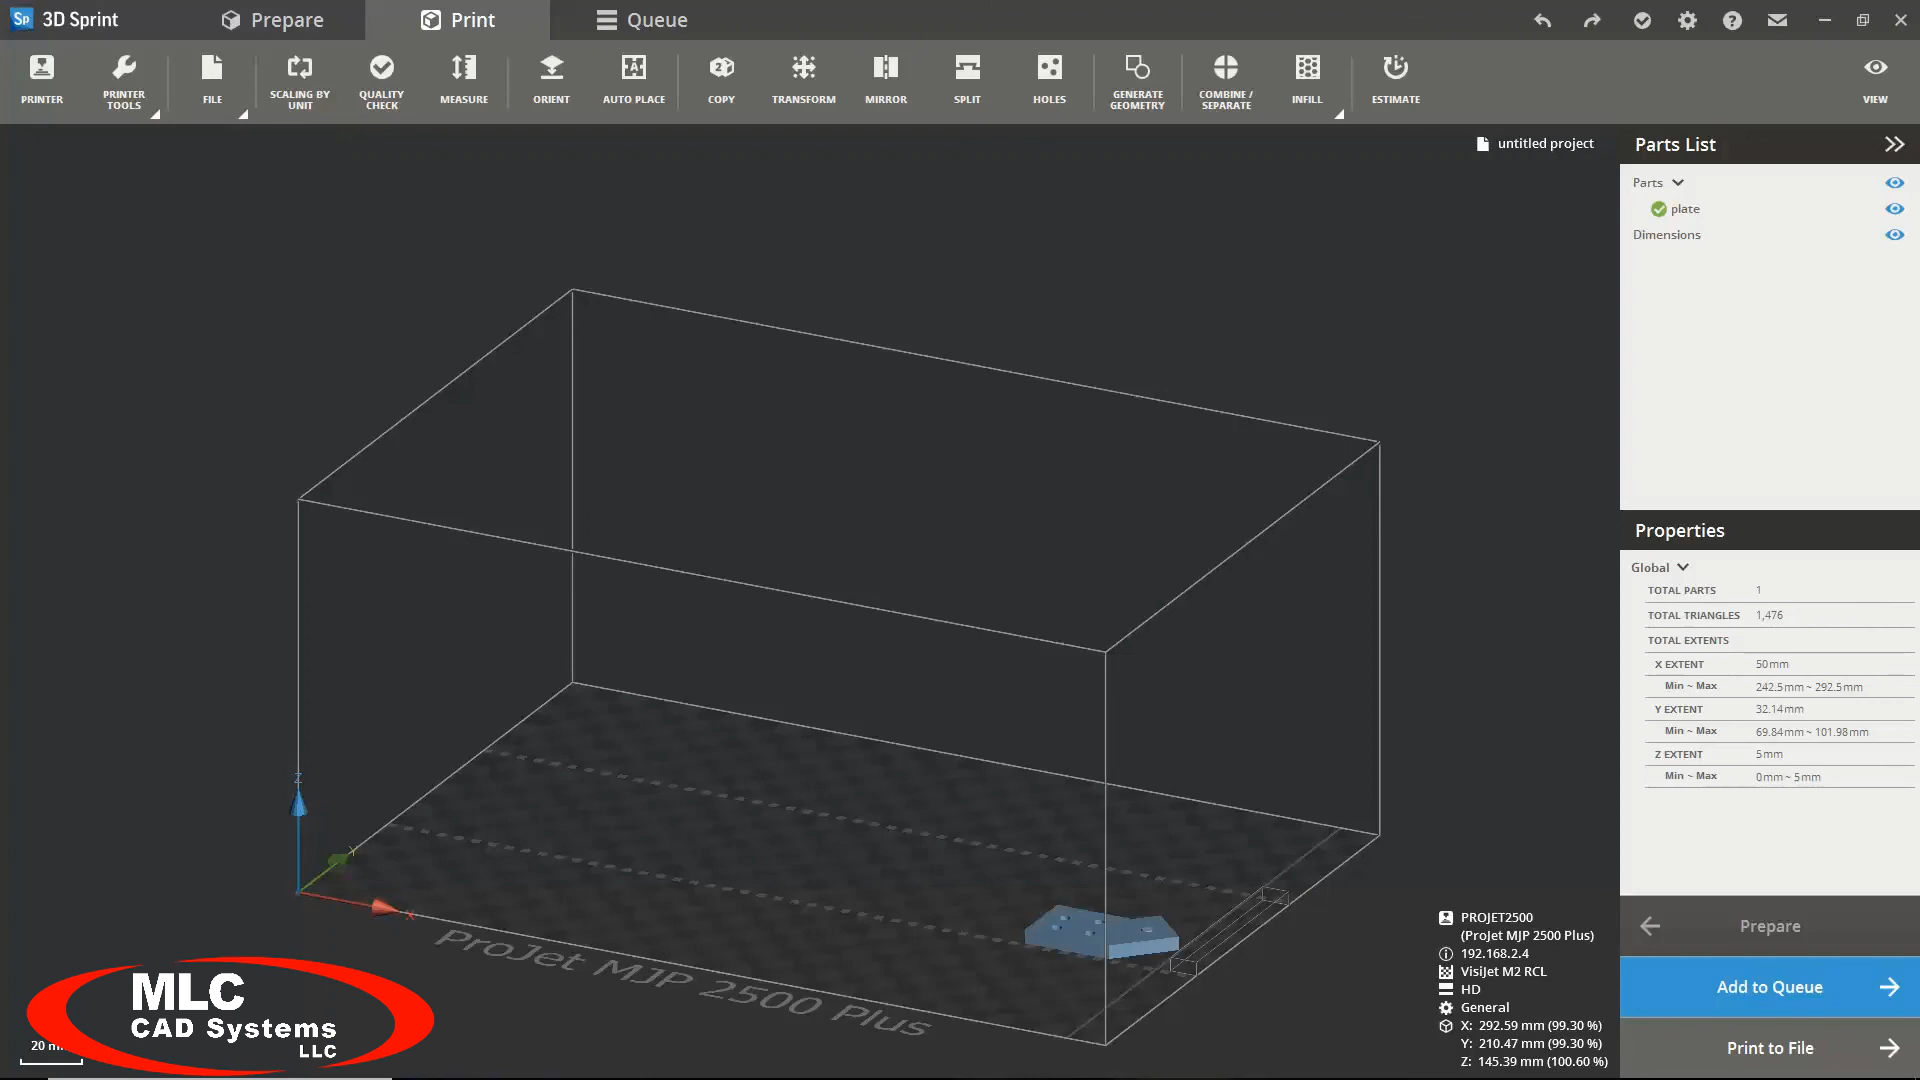 Sp 3D Sprint
Prepare
Print
Queue
PRINTER
PRINTER
TOOLS
FILE
SCALING BY
UNIT
QUALITY
CHECK
MEASURE
ORIENT
AUTO PLACE
COPY
TRANSFORM
MIRROR
SPLIT
HOLES
GENERATE
GEOMETRY
COMBINE /
SEPARATE
INFILL
ESTIMATE
VIEW
untitled project
Parts List
Parts
plate
Dimensions
Properties
Global
TOTAL PARTS 1
TOTAL TRIANGLES 1,476
TOTAL EXTENTS
X EXTENT 50mm
Min ~ Max 242.5mm ~ 292.5mm
Y EXTENT 32.14mm
Min ~ Max 69.84mm ~ 101.98mm
Z EXTENT 5mm
Min ~ Max 0mm ~ 5mm
Z
Y
X
ProJet MJP 2500 Plus
PROJET2500
(ProJet MJP 2500 Plus)
192.168.2.4
VisiJet M2 RCL
HD
General
X: 292.59 mm (99.30 %)
Y: 210.47 mm (99.30 %)
Z: 145.39 mm (100.60 %)
Prepare
Add to Queue
Print to File
MLC
CAD Systems
LLC
20